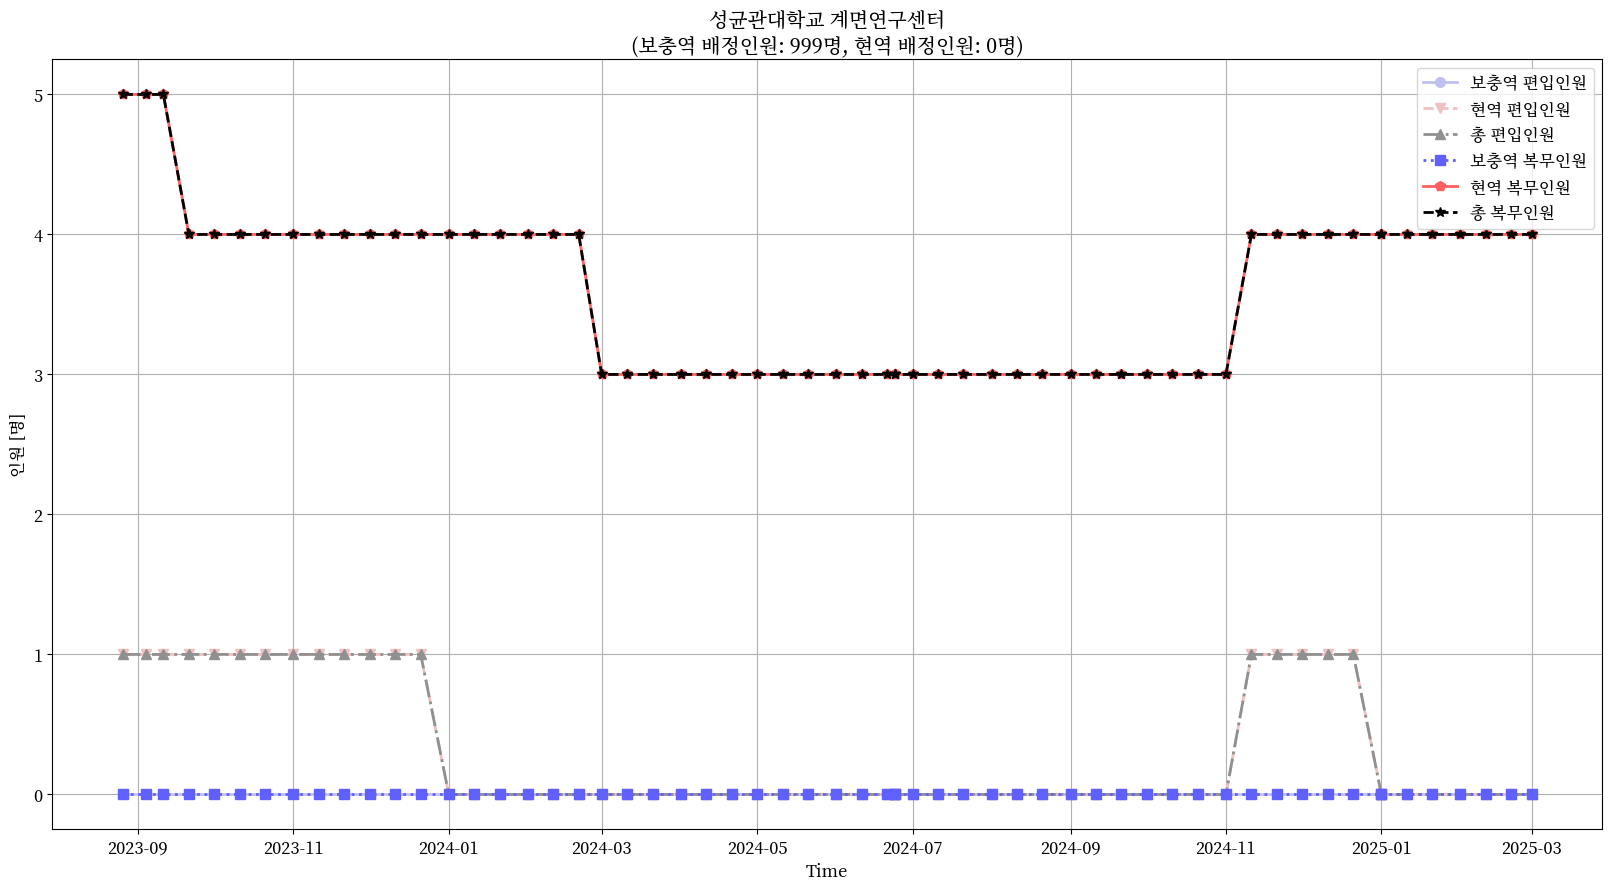 성균관대학교 계면연구센터
(보충역 배정인원: 999명, 현역 배정인원: 0명)
보충역 편입인원
현역 편입인원
총 편입인원
보충역 복무인원
현역 복무인원
총 복무인원
인원 [명]
5
4
3
2
1
0
2023-09
2023-11
2024-01
2024-03
2024-05
2024-07
2024-09
2024-11
2025-01
2025-03
Time